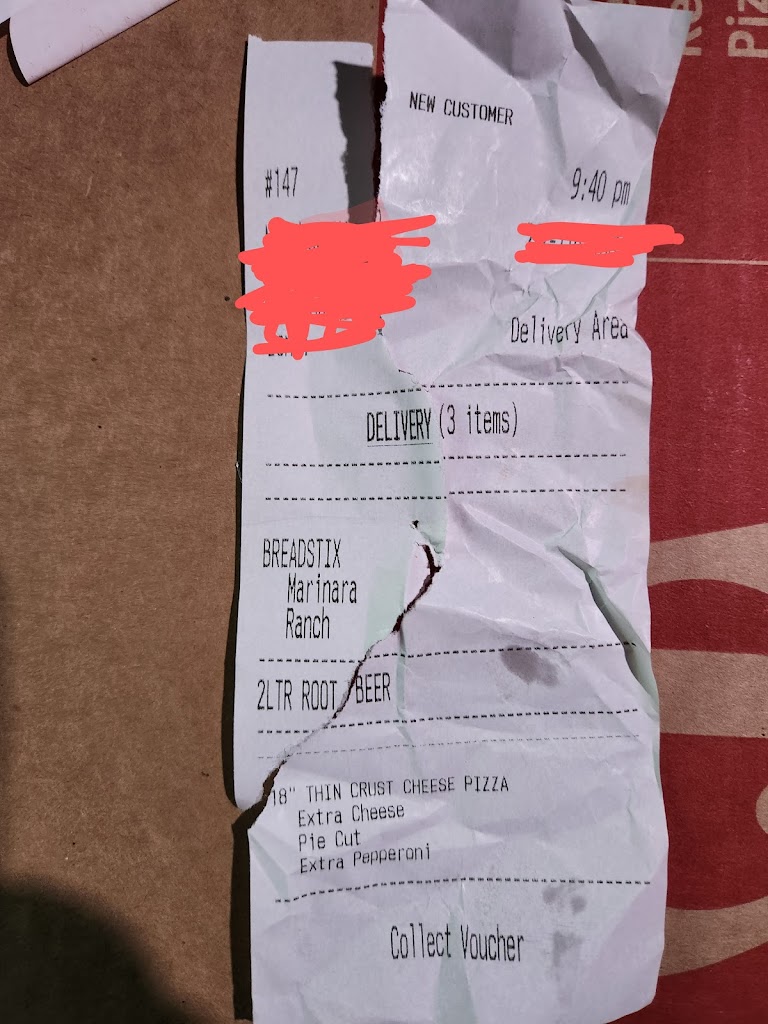 NEW CUSTOMER
#147 9:40 pm
Delivery Area
DELIVERY (3 items)
BREADSTIX
Marinara
Ranch
2LTR ROOT BEER
18" THIN CRUST CHEESE PIZZA
Extra Cheese
Pie Cut
Extra Pepperoni
Collect Voucher